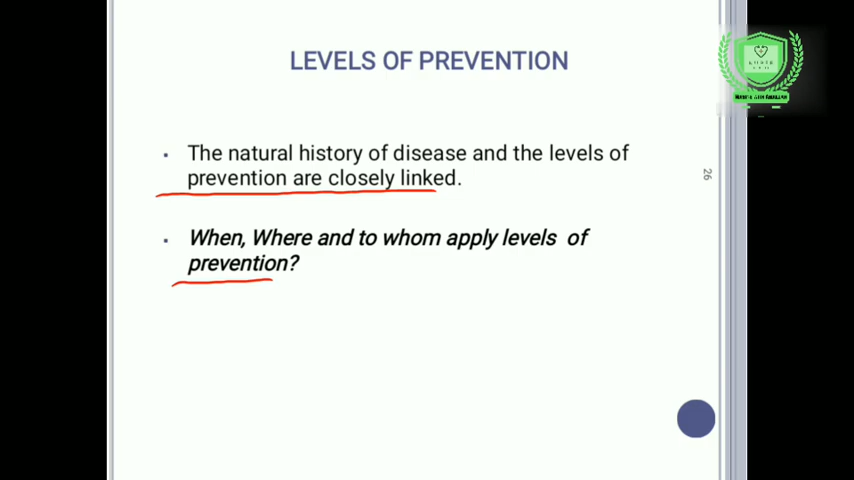 LEVELS OF PREVENTION
• The natural history of disease and the levels of
prevention are closely linked.
26
• When, Where and to whom apply levels of
prevention?